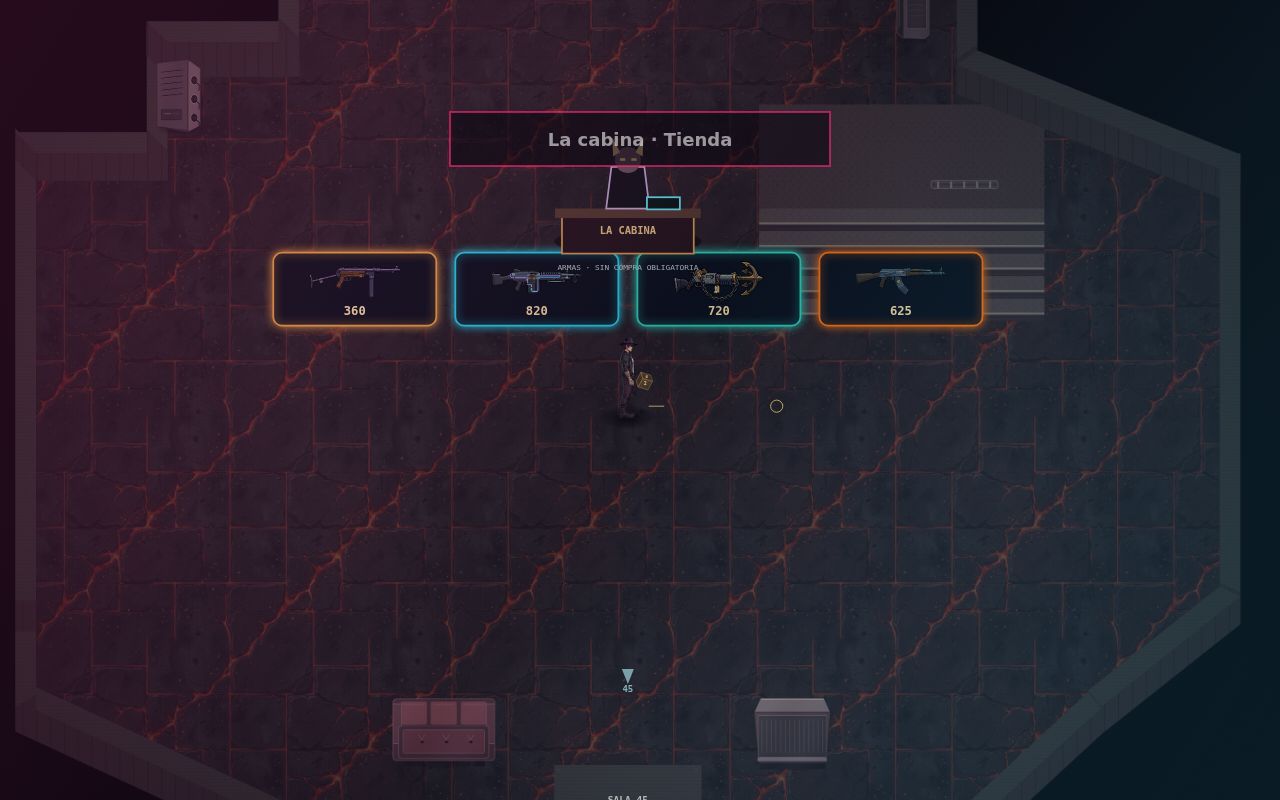 La cabina · Tienda
LA CABINA
ARMAS · SIN COMPRA OBLIGATORIA
360
820
720
625
45
SALA 45